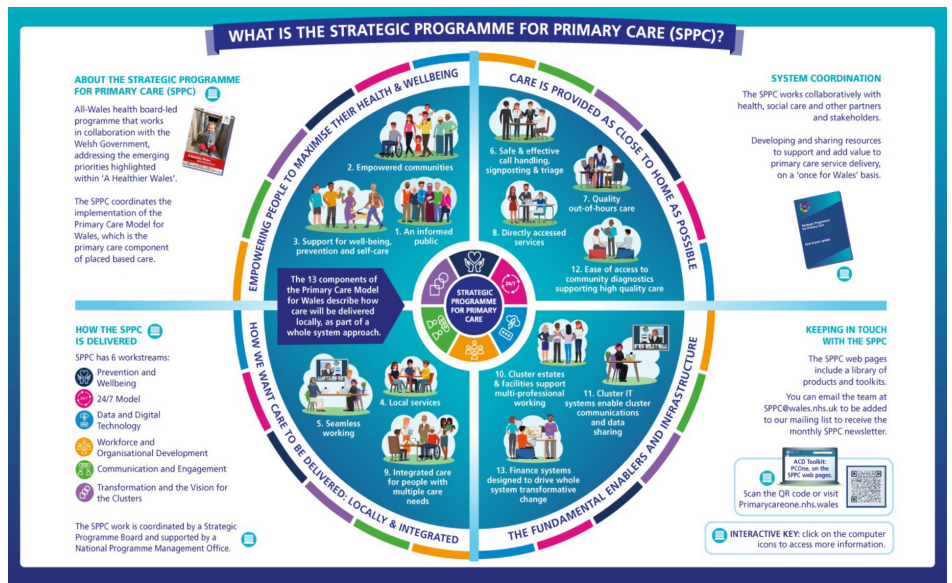 WHAT IS THE STRATEGIC PROGRAMME FOR PRIMARY CARE (SPPC)?
ABOUT THE STRATEGIC PROGRAMME
FOR PRIMARY CARE (SPPC)
All-Wales health board-led
programme that works
in collaboration with the
Welsh Government,
addressing the emerging
priorities highlighted
within 'A Healthier Wales'.
The SPPC coordinates the
implementation of the
Primary Care Model for
Wales, which is the
primary care component
of placed based care.
HOW THE SPPC
IS DELIVERED
SPPC has 6 workstreams:
Prevention and
Wellbeing
24/7
24/7 Model
Data and Digital
Technology
Workforce and
Organisational Development
Communication and Engagement
Transformation and the Vision for
the Clusters
The SPPC work is coordinated by a Strategic
Programme Board and supported by a
National Programme Management Office.
EMPOWERING PEOPLE TO MAXIMISE THEIR HEALTH & WELLBEING
2. Empowered communities
1. An informed
public
3. Support for well-being,
prevention and self-care
The 13 components of
the Primary Care Model
for Wales describe how
care will be delivered
locally, as part of a
whole system approach.
STRATEGIC
PROGRAMME
FOR PRIMARY
CARE
24/7
CARE IS PROVIDED AS CLOSE TO HOME AS POSSIBLE
6. Safe & effective
call handling,
signposting & triage
7. Quality
out-of-hours care
8. Directly accessed
services
12. Ease of access to
community diagnostics
supporting high quality care
HOW WE WANT CARE TO BE DELIVERED: LOCALLY & INTEGRATED
4. Local services
5. Seamless
working
9. Integrated care
for people with
multiple care
needs
THE FUNDAMENTAL ENABLERS AND INFRASTRUCTURE
10. Cluster estates
& facilities support
multi-professional
working
11. Cluster IT
systems enable cluster
communications
and data
sharing
13. Finance systems
designed to drive whole
system transformative
change
SYSTEM COORDINATION
The SPPC works collaboratively with
health, social care and other partners
and stakeholders.
Developing and sharing resources
to support and add value to
primary care service delivery,
on a 'once for Wales' basis.
Strategic Programme
for Primary Care
KEEPING IN TOUCH
WITH THE SPPC
The SPPC web pages
include a library of
products and toolkits.
You can email the team at
SPPC@wales.nhs.uk to be added
to our mailing list to receive the
monthly SPPC newsletter.
ACD Toolkit:
PCOne, on the
SPPC web pages.
Scan the QR code or visit
Primarycareone.nhs.wales
INTERACTIVE KEY: click on the computer
icons to access more information.